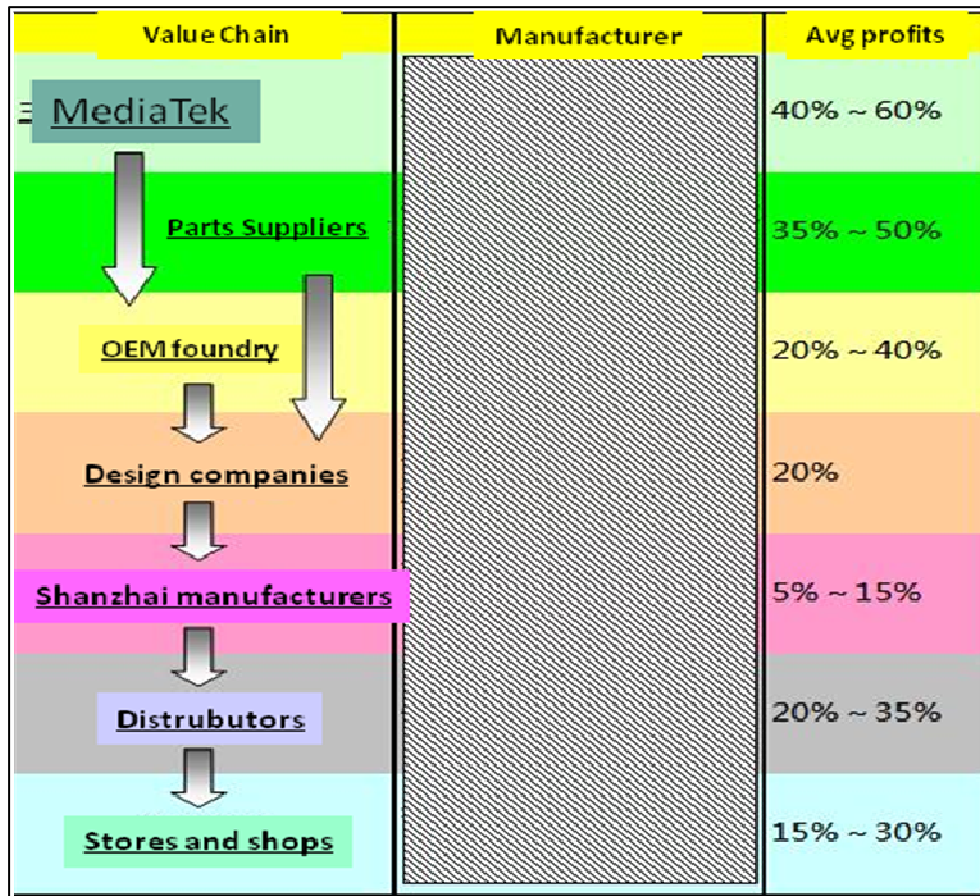 Value Chain Manufacturer Avg profits
MediaTek 40% ~ 60%
Parts Suppliers 35% ~ 50%
OEM foundry 20% ~ 40%
Design companies 20%
Shanzhai manufacturers 5% ~ 15%
Distrubutors 20% ~ 35%
Stores and shops 15% ~ 30%